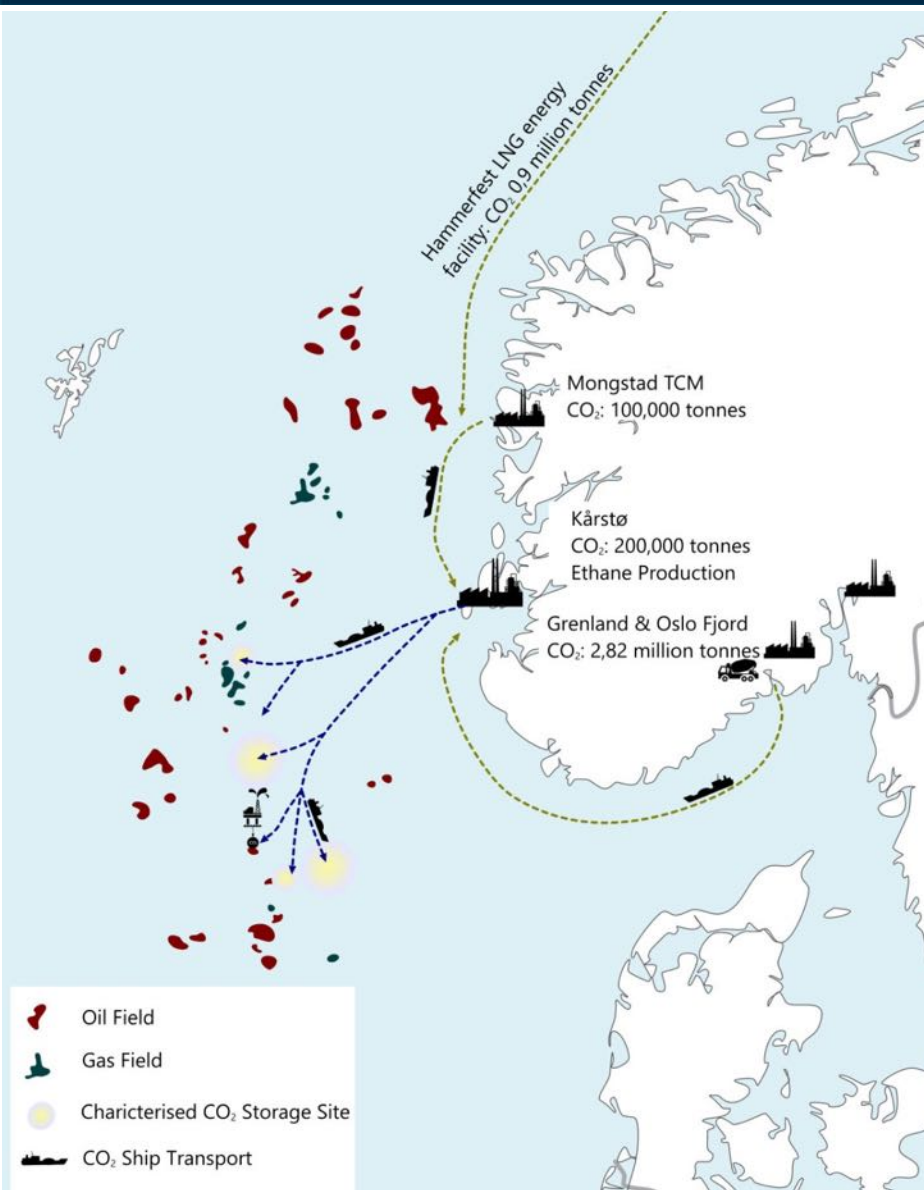 Hammerfest LNG energy
facility: CO₂ 0,9 million tonnes
Mongstad TCM
CO₂: 100,000 tonnes
Kårstø
CO₂: 200,000 tonnes
Ethane Production
Grenland & Oslo Fjord
CO₂: 2,82 million tonnes
Oil Field
Gas Field
Charicterised CO₂ Storage Site
CO₂ Ship Transport